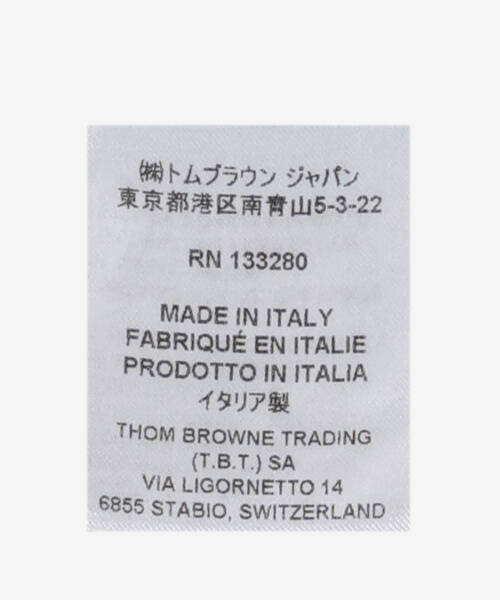 ㈱トムブラウン ジャパン
東京都港区南青山5-3-22
RN 133280
MADE IN ITALY
FABRIQUÉ EN ITALIE
PRODOTTO IN ITALIA
イタリア製
THOM BROWNE TRADING
(T.B.T.) SA
VIA LIGORNETTO 14
6855 STABIO, SWITZERLAND